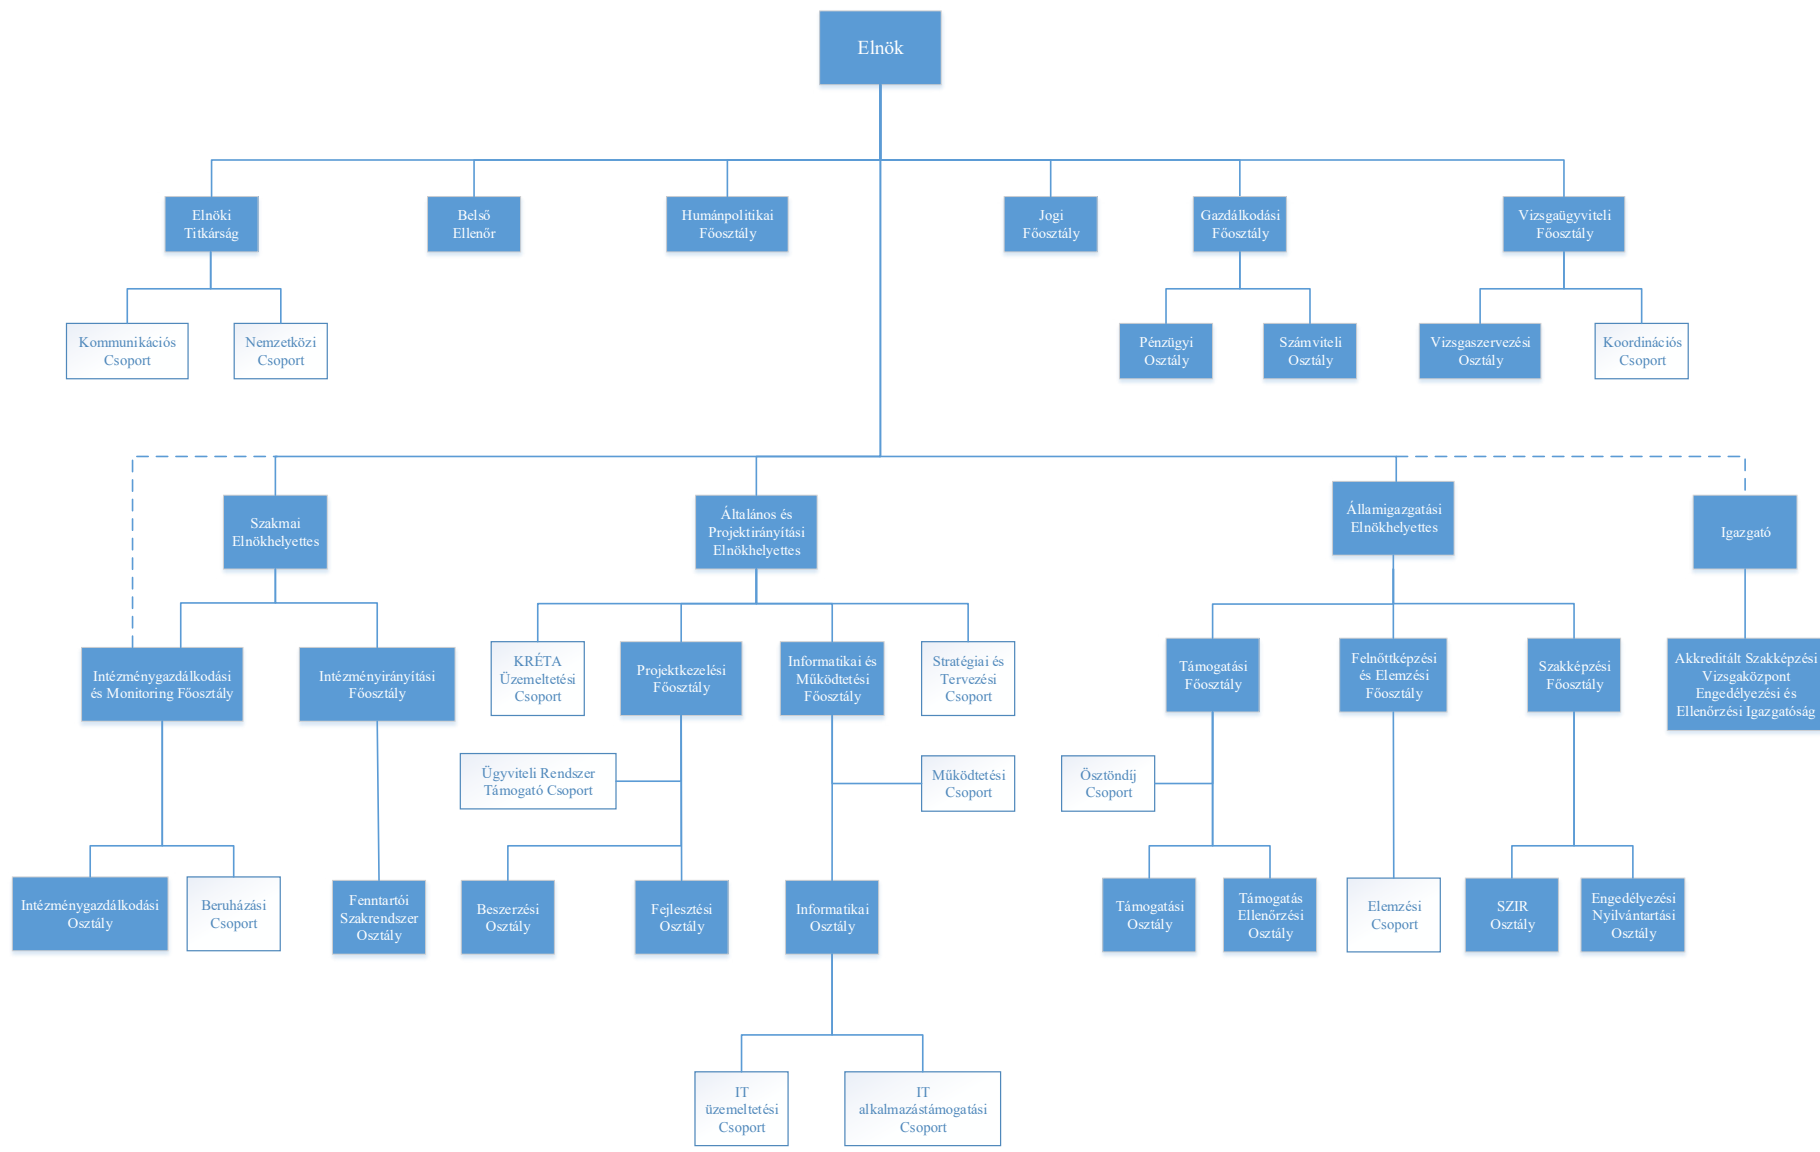 Elnök
Elnöki
Titkárság
Belső
Ellenőr
Humánpolitikai
Főosztály
Jogi
Főosztály
Gazdálkodási
Főosztály
Vizsgaügyviteli
Főosztály
Kommunikációs
Csoport
Nemzetközi
Csoport
Pénzügyi
Osztály
Számviteli
Osztály
Vizsgaszervezési
Osztály
Koordinációs
Csoport
Szakmai
Elnökhelyettes
Általános és
Projektirányítási
Elnökhelyettes
Államigazgatási
Elnökhelyettes
Igazgató
Intézménygazdálkodási
és Monitoring Főosztály
Intézményirányítási
Főosztály
KRÉTA
Üzemeltetési
Csoport
Projektkezelési
Főosztály
Informatikai és
Működtetési
Főosztály
Stratégiai és
Tervezési
Csoport
Támogatási
Főosztály
Felnőttképzési
és Elemzési
Főosztály
Szakképzési
Főosztály
Akkreditált Szakképzési
Vizsgaközpont
Engedélyezési és
Ellenőrzési Igazgatóság
Ügyviteli Rendszer
Támogató Csoport
Működtetési
Csoport
Ösztöndíj
Csoport
Intézménygazdálkodási
Osztály
Beruházási
Csoport
Fenntartói
Szakrendszer
Osztály
Beszerzési
Osztály
Fejlesztési
Osztály
Informatikai
Osztály
Támogatási
Osztály
Támogatás
Ellenőrzési
Osztály
Elemzési
Csoport
SZIR
Osztály
Engedélyezési
Nyilvántartási
Osztály
IT
üzemeltetési
Csoport
IT
alkalmazástámogatási
Csoport